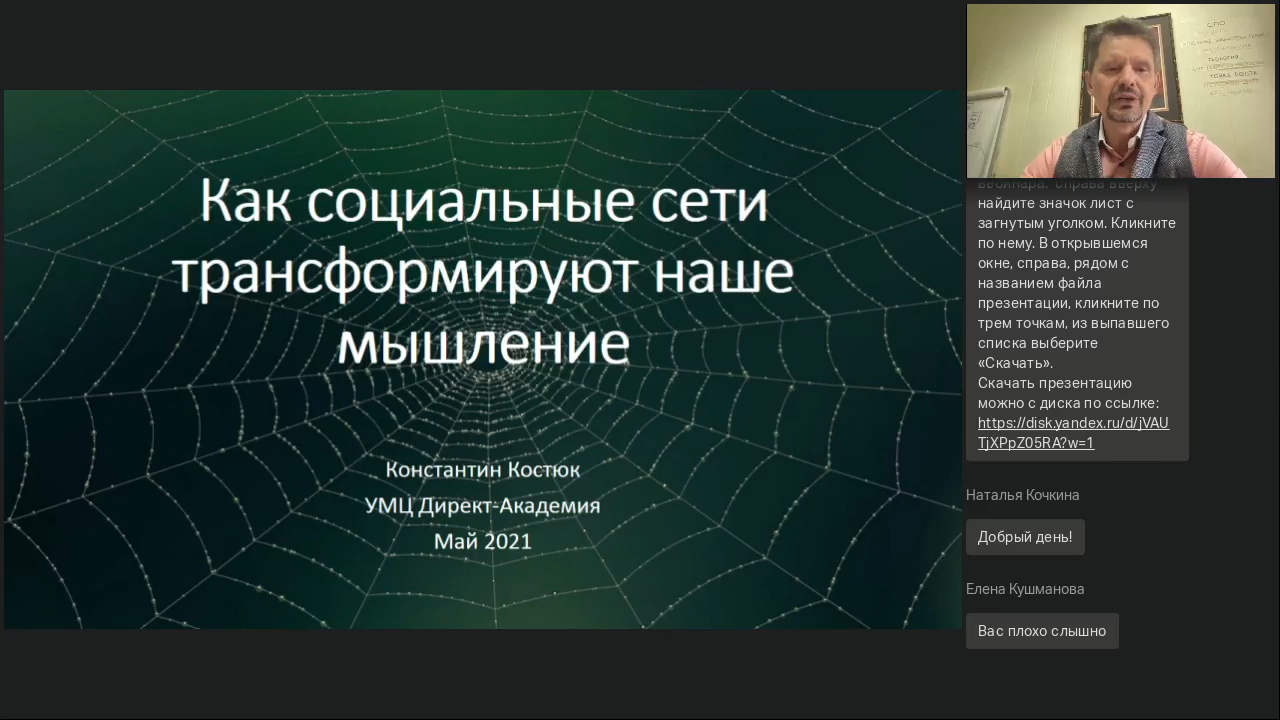 Как социальные сети
трансформируют наше
мышление
Константин Костюк
УМЦ Директ-Академия
Май 2021
вебинара: справа вверху
найдите значок лист с
загнутым уголком. Кликните
по нему. В открывшемся
окне, справа, рядом с
названием файла
презентации, кликните по
трем точкам, из выпавшего
списка выберите
«Скачать».
Скачать презентацию
можно с диска по ссылке:
https://disk.yandex.ru/d/jVAU
TjXPpZ05RA?w=1
Наталья Кочкина
Добрый день!
Елена Кушманова
Вас плохо слышно